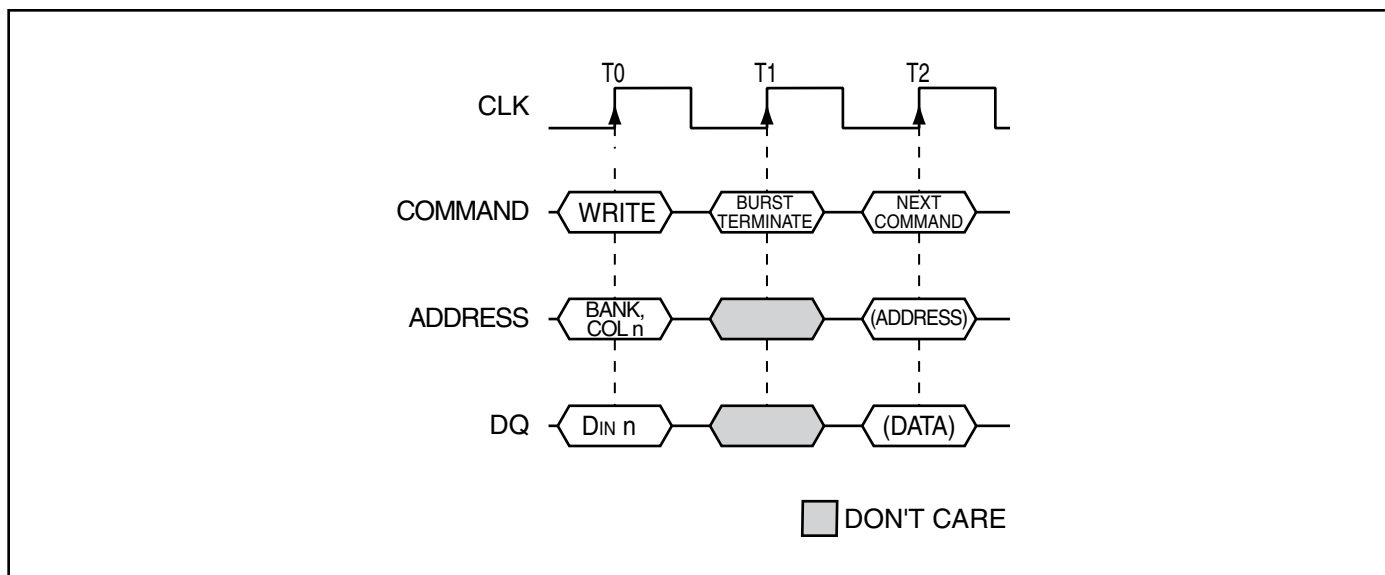 T0 T1 T2
CLK
COMMAND WRITE BURST TERMINATE NEXT COMMAND
ADDRESS BANK, COL n (ADDRESS)
DQ DIN n (DATA)
DON'T CARE